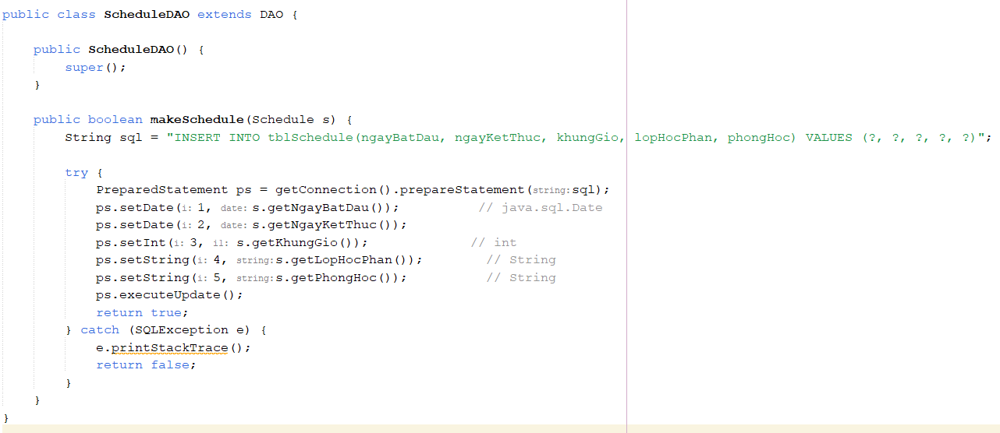 public class ScheduleDAO extends DAO {
public ScheduleDAO() {
super();
}
public boolean makeSchedule(Schedule s) {
String sql = "INSERT INTO tblSchedule(ngayBatDau, ngayKetThuc, khungGio, lopHocPhan, phongHoc) VALUES (?, ?, ?, ?, ?)";
try {
PreparedStatement ps = getConnection().prepareStatement(string:sql);
ps.setDate(i: 1, date: s.getNgayBatDau()); // java.sql.Date
ps.setDate(i: 2, date: s.getNgayKetThuc());
ps.setInt(i: 3, i1: s.getKhungGio()); // int
ps.setString(i: 4, string:s.getLopHocPhan()); // String
ps.setString(i: 5, string:s.getPhongHoc()); // String
ps.executeUpdate();
return true;
} catch (SQLException e) {
e.printStackTrace();
return false;
}
}
}